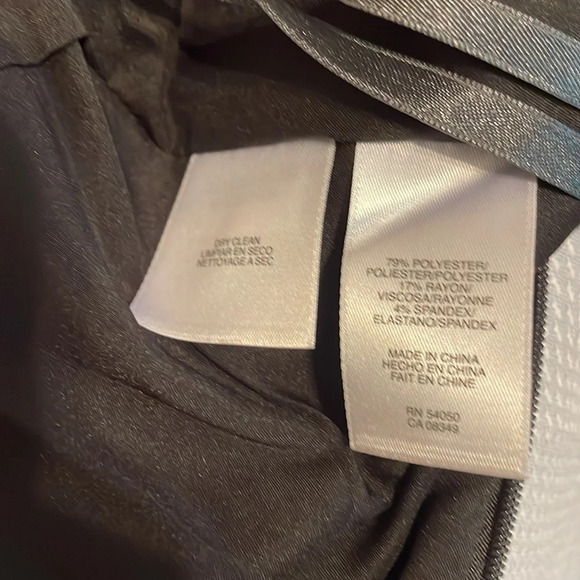 DRY CLEAN
LIMPIAR EN SECO
NETTOYAGE A SEC
79% POLYESTER/
POLIESTER/POLYESTER
17% RAYON/
VISCOSA/RAYONNE
4% SPANDEX/
ELASTANO/SPANDEX
MADE IN CHINA
HECHO EN CHINA
FAIT EN CHINE
RN 54050
CA 08349